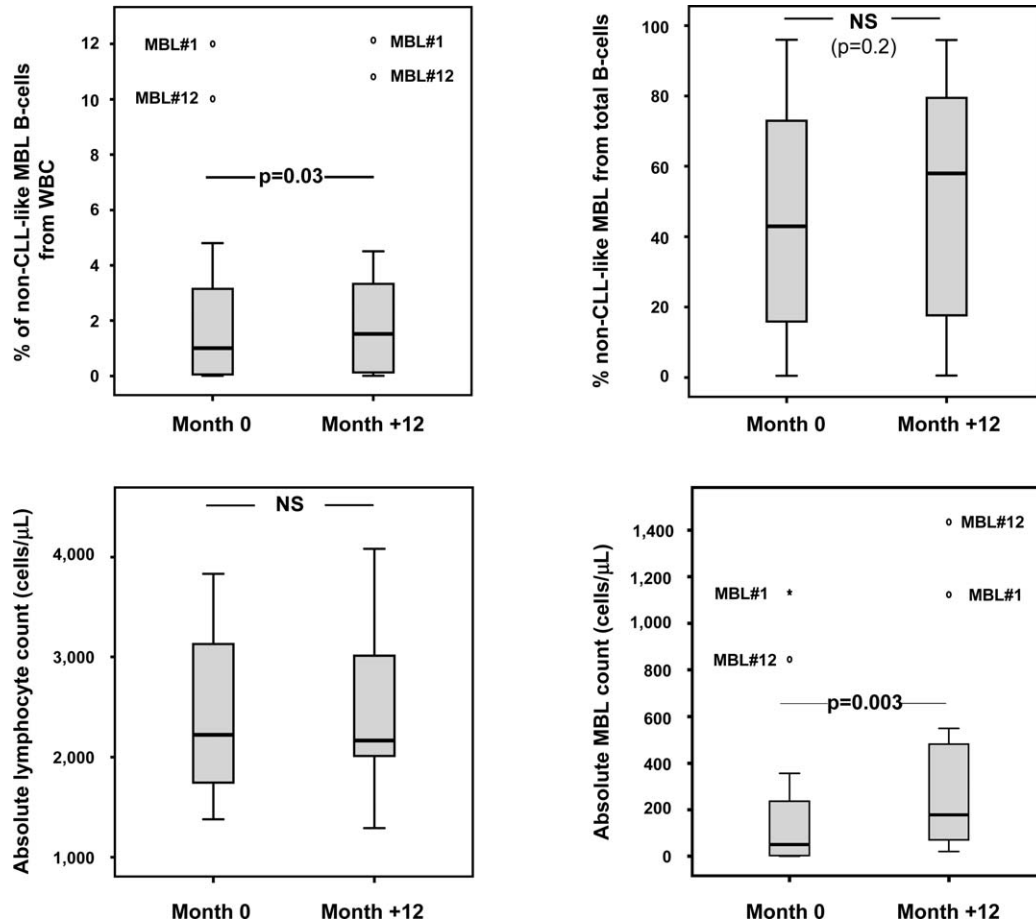 % of non-CLL-like MBL B-cells
from WBC
12
10
8
6
4
2
0
MBL#1
MBL#12
MBL#1
MBL#12
p=0.03
Month 0
Month +12
% non-CLL-like MBL from total B-cells
100
80
60
40
20
0
NS
(p=0.2)
Month 0
Month +12
Absolute lymphocyte count (cells/µL)
4,000
3,000
2,000
1,000
NS
Month 0
Month +12
Absolute MBL count (cells/µL)
1,400
1,200
1,000
800
600
400
200
0
MBL#12
MBL#1
MBL#1
*
MBL#12
p=0.003
Month 0
Month +12